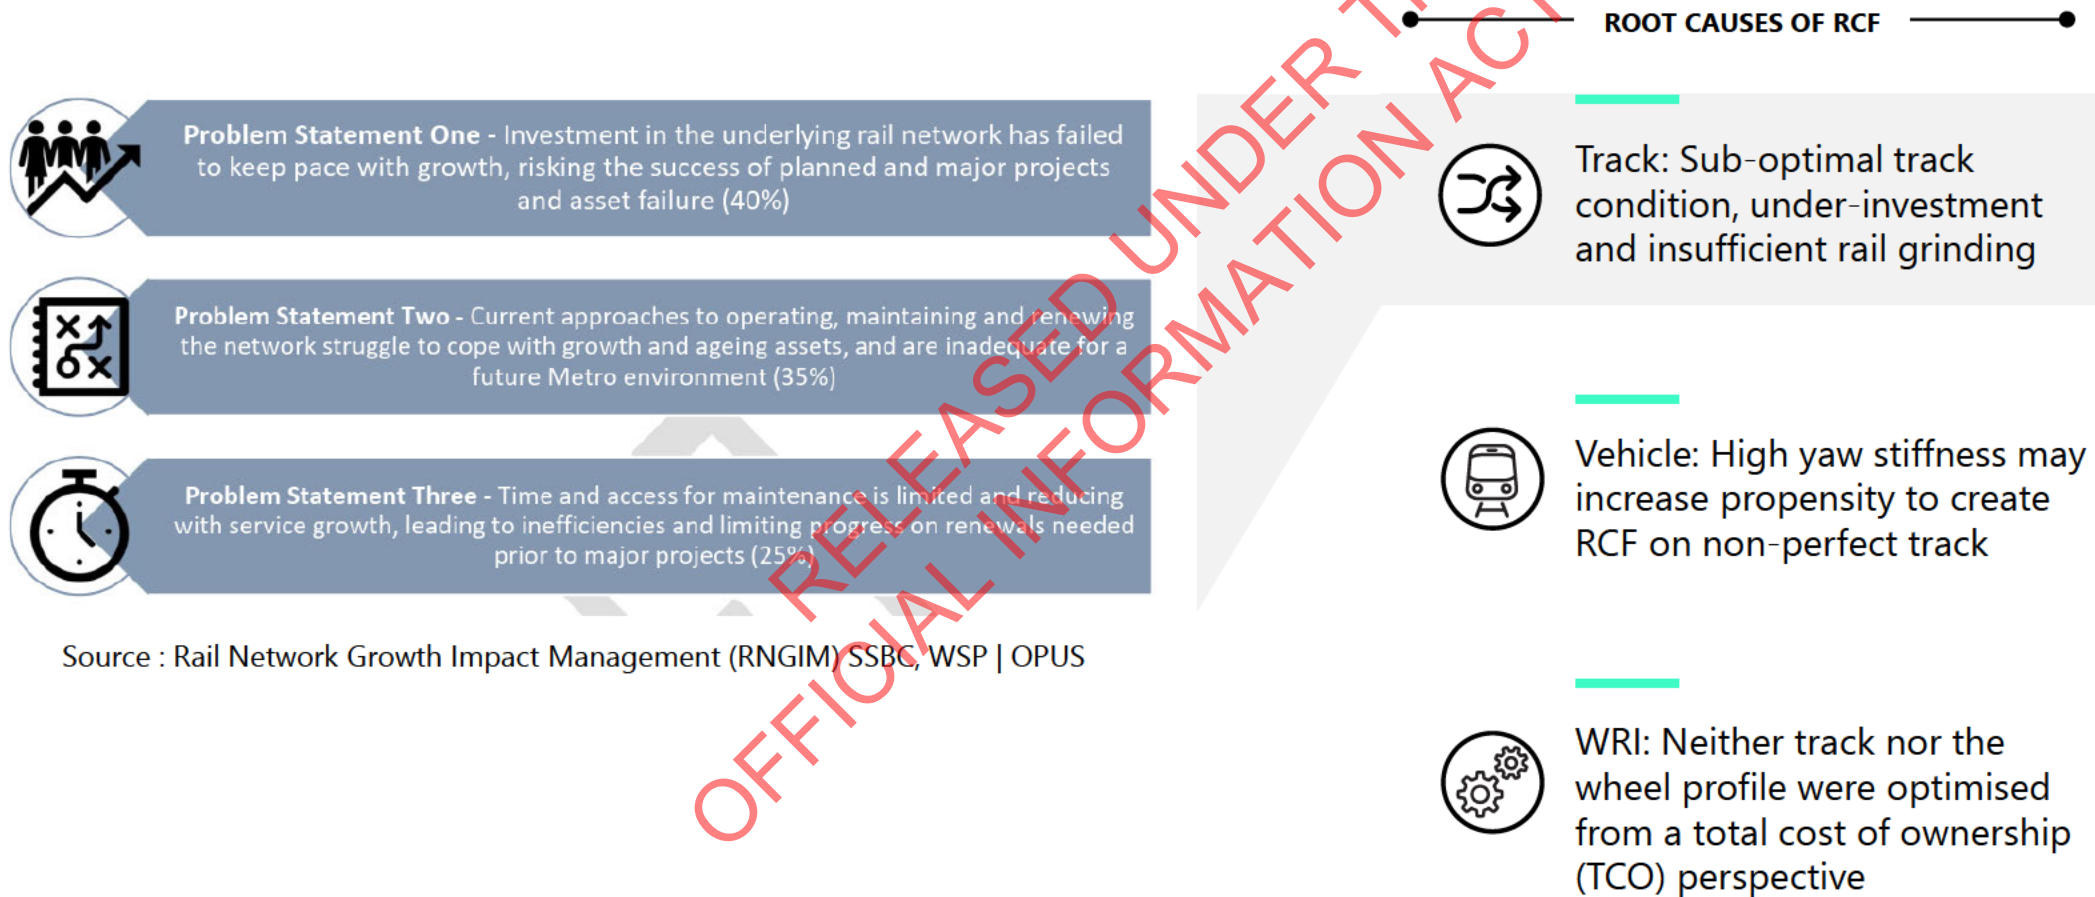 ROOT CAUSES OF RCF
Problem Statement One - Investment in the underlying rail network has failed
to keep pace with growth, risking the success of planned and major projects
and asset failure (40%)
Problem Statement Two - Current approaches to operating, maintaining and renewing
the network struggle to cope with growth and ageing assets, and are inadequate for a
future Metro environment (35%)
Problem Statement Three - Time and access for maintenance is limited and reducing
with service growth, leading to inefficiencies and limiting progress on renewals needed
prior to major projects (25%)
Source : Rail Network Growth Impact Management (RNGIM) SSBC, WSP | OPUS
Track: Sub-optimal track
condition, under-investment
and insufficient rail grinding
Vehicle: High yaw stiffness may
increase propensity to create
RCF on non-perfect track
WRI: Neither track nor the
wheel profile were optimised
from a total cost of ownership
(TCO) perspective
RELEASED UNDER
OFFICIAL INFORMATION ACT